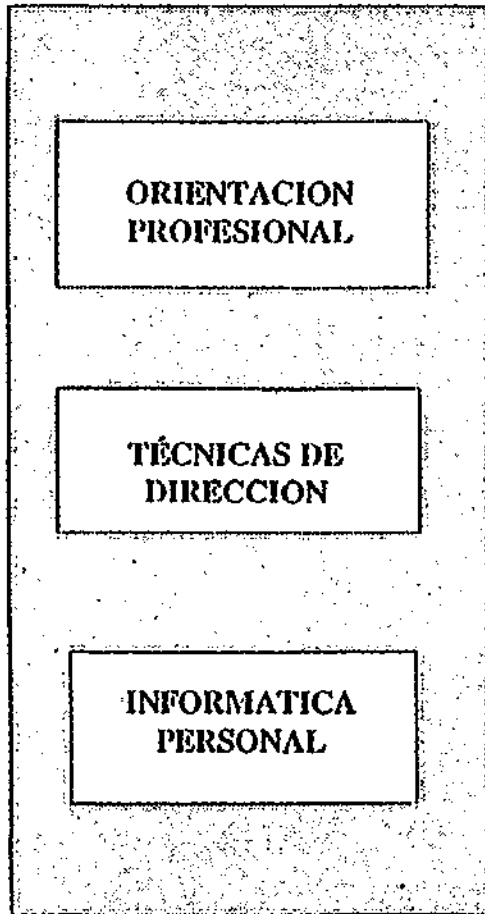 ORIENTACION
PROFESIONAL
TÉCNICAS DE
DIRECCION
INFORMATICA
PERSONAL